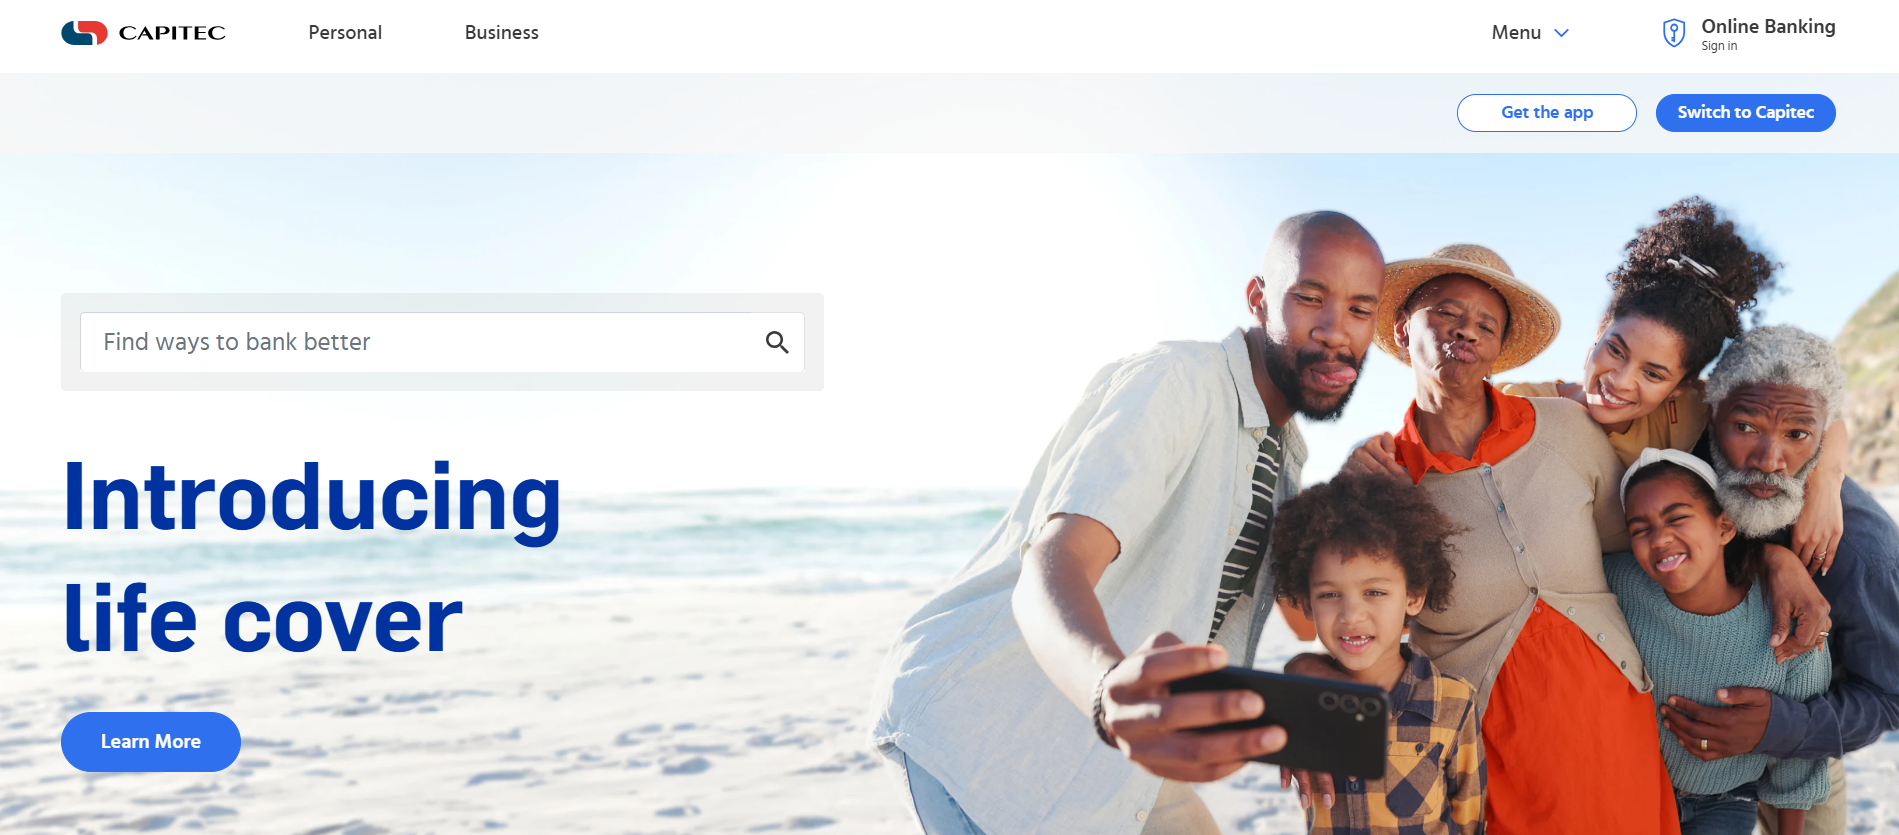 CAPITEC
Personal
Business
Menu
Online Banking
Sign in
Get the app
Switch to Capitec
Find ways to bank better
Introducing
life cover
Learn More